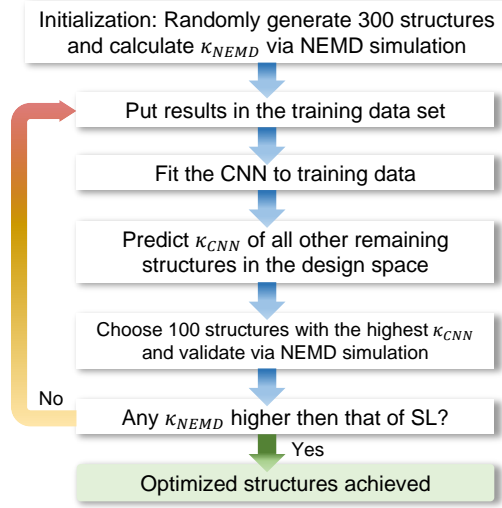 Initialization: Randomly generate 300 structures
and calculate κ_NEMD via NEMD simulation
Put results in the training data set
Fit the CNN to training data
Predict κ_CNN of all other remaining
structures in the design space
Choose 100 structures with the highest κ_CNN
and validate via NEMD simulation
No
Any κ_NEMD higher then that of SL?
Yes
Optimized structures achieved